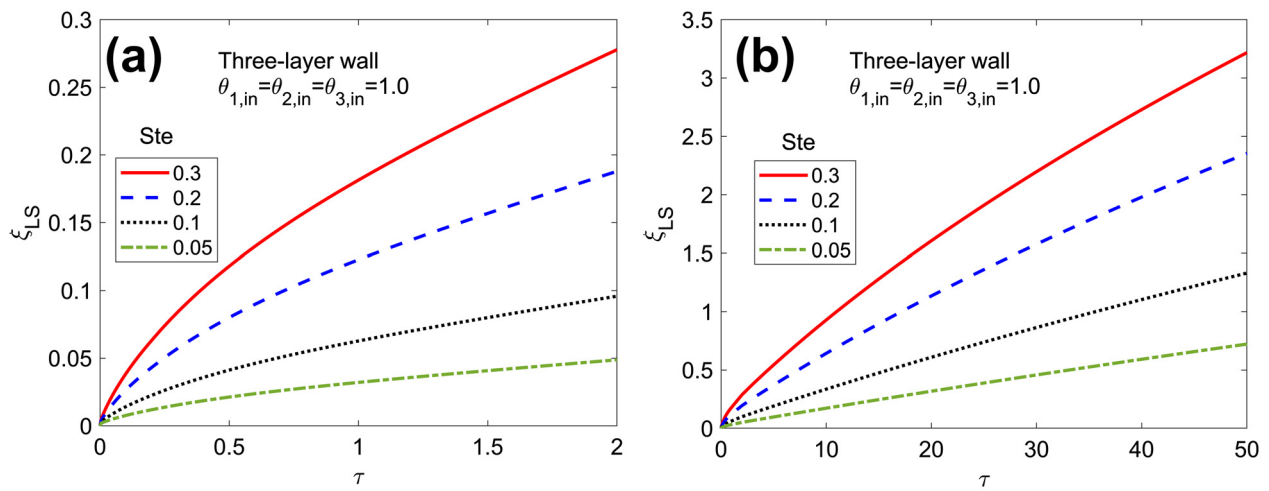 (a)
Three-layer wall
θ1,in=θ2,in=θ3,in=1.0
Ste
0.3
0.2
0.1
0.05
0.3
0.25
0.2
0.15
0.1
0.05
0
ξLS
0 0.5 1 1.5 2
τ
(b)
Three-layer wall
θ1,in=θ2,in=θ3,in=1.0
Ste
0.3
0.2
0.1
0.05
3.5
3
2.5
2
1.5
1
0.5
0
ξLS
0 10 20 30 40 50
τ